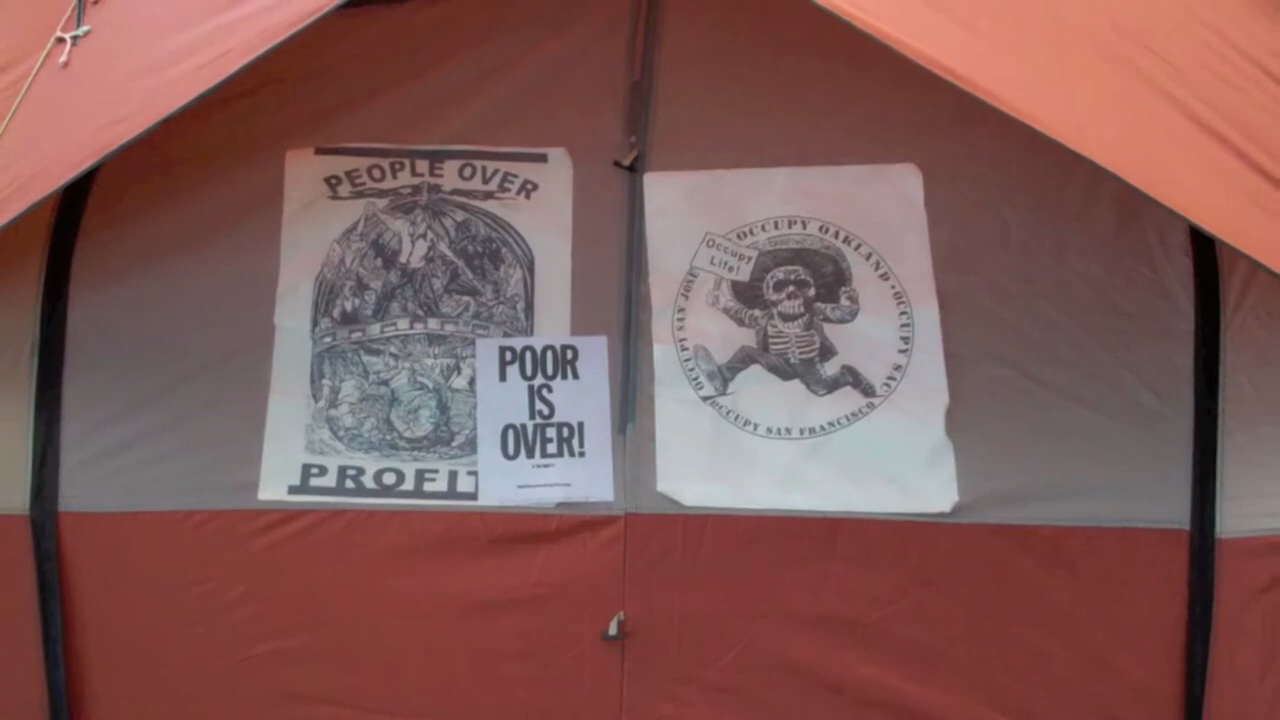 PEOPLE OVER
PROFIT
POOR
IS
OVER!
Occupy
Life!
OCCUPY OAKLAND • OCCUPY SAC
OCCUPY SAN FRANCISCO
OCCUPY SAN JOSE